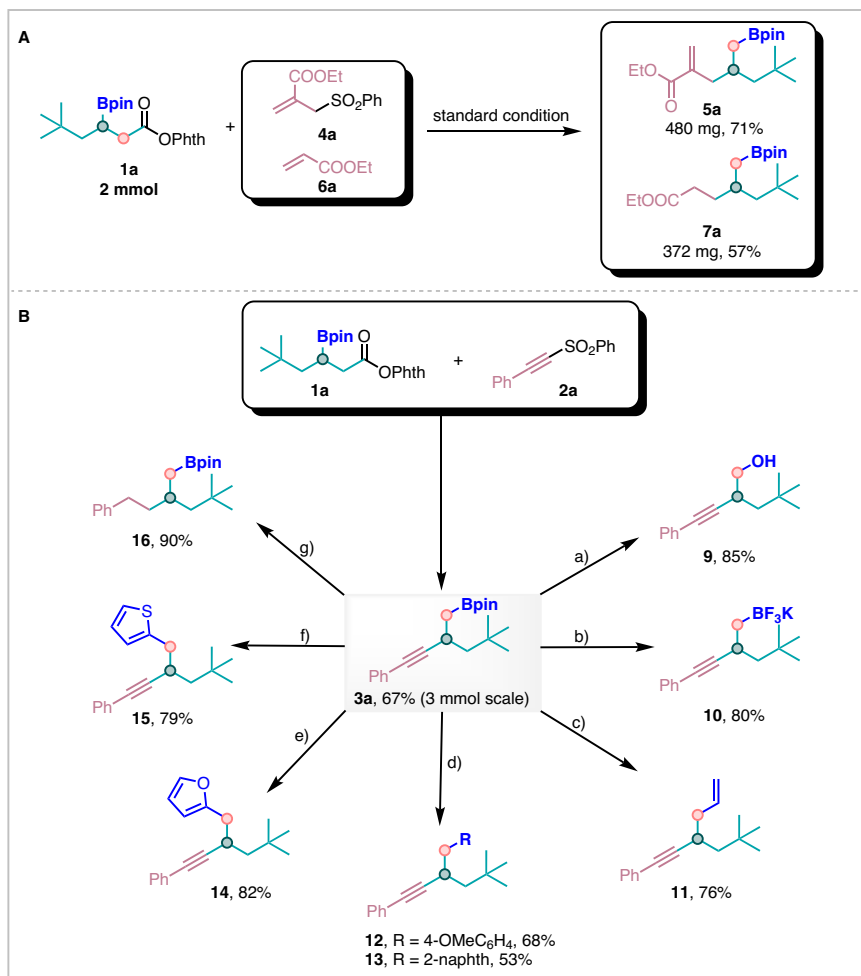 A
Bpin
O
OPhth
1a
2 mmol
+
COOEt
SO2Ph
4a
COOEt
6a
standard condition
Bpin
EtO
O
5a
480 mg, 71%
Bpin
EtOOC
7a
372 mg, 57%
B
Bpin
O
OPhth
1a
+
SO2Ph
Ph
2a
Bpin
Ph
16, 90%
g)
a)
OH
Ph
9, 85%
S
Ph
15, 79%
f)
Bpin
Ph
3a, 67% (3 mmol scale)
b)
BF3K
Ph
10, 80%
e)
d)
c)
O
Ph
14, 82%
R
Ph
12, R = 4-OMeC6H4, 68%
13, R = 2-naphth, 53%
Ph
11, 76%